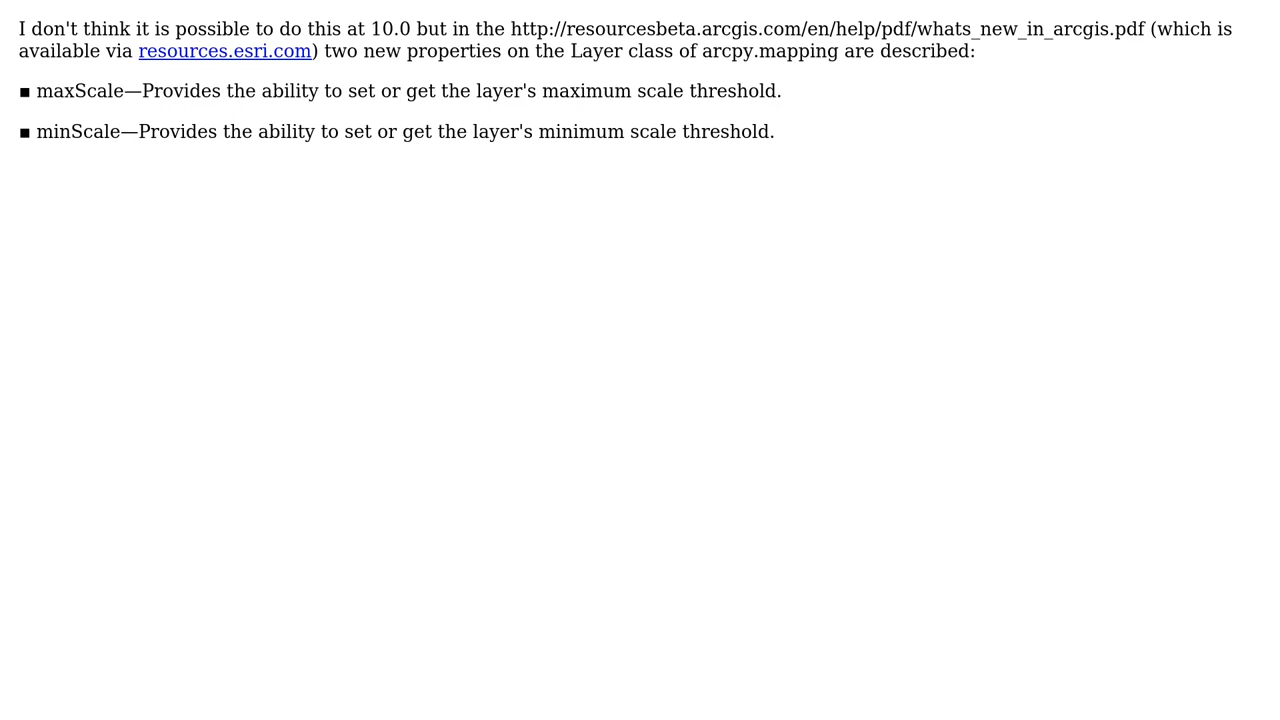 I don't think it is possible to do this at 10.0 but in the http://resourcesbeta.arcgis.com/en/help/pdf/whats_new_in_arcgis.pdf (which is
available via resources.esri.com) two new properties on the Layer class of arcpy.mapping are described:
▪ maxScale—Provides the ability to set or get the layer's maximum scale threshold.
▪ minScale—Provides the ability to set or get the layer's minimum scale threshold.